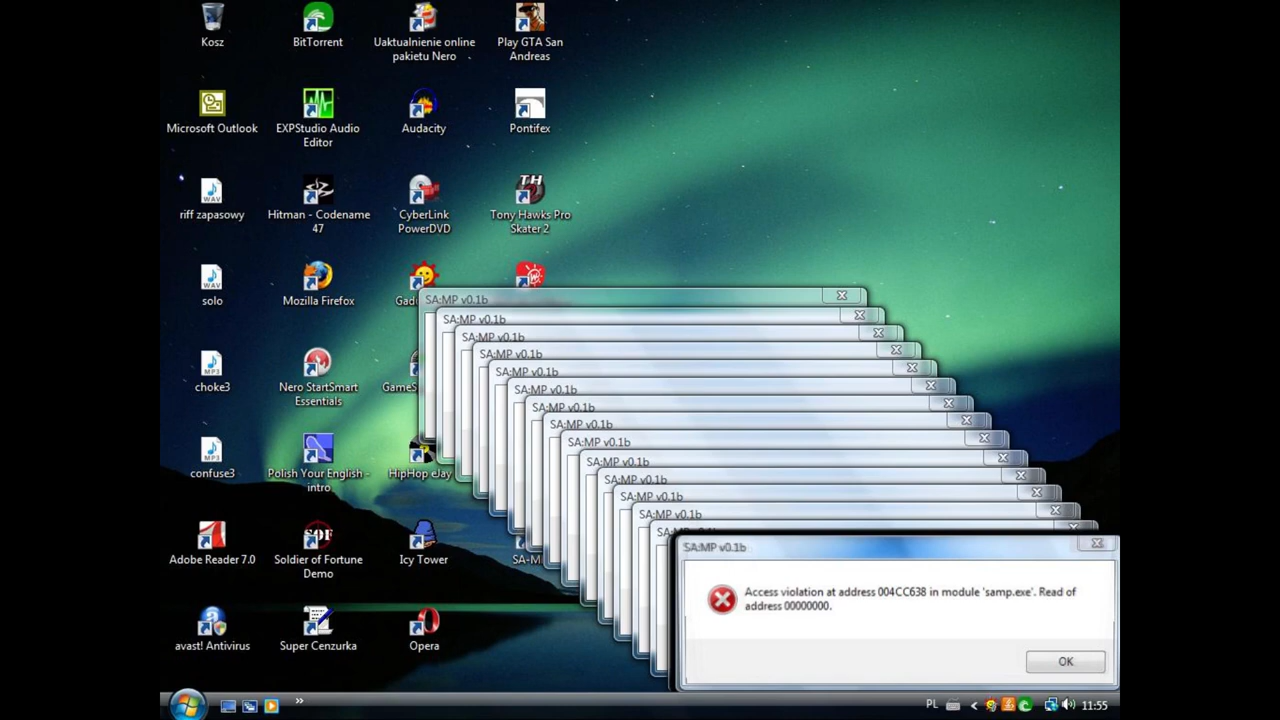 Kosz
BitTorrent
Uaktualnienie online
pakietu Nero
Play GTA San
Andreas
Microsoft Outlook
EXPStudio Audio
Editor
Audacity
Pontifex
WAV
riff zapasowy
Hitman - Codename
47
CyberLink
PowerDVD
TH
Tony Hawks Pro
Skater 2
WAV
solo
Mozilla Firefox
MP3
choke3
Nero StartSmart
Essentials
MP3
confuse3
Polish Your English -
intro
HipHop eJay
Adobe Reader 7.0
SOF
Soldier of Fortune
Demo
Icy Tower
avast! Antivirus
Super Cenzurka
Opera
SA:MP v0.1b
SA:MP v0.1b
SA:MP v0.1b
SA:MP v0.1b
SA:MP v0.1b
SA:MP v0.1b
SA:MP v0.1b
SA:MP v0.1b
SA:MP v0.1b
SA:MP v0.1b
SA:MP v0.1b
SA:MP v0.1b
SA:MP v0.1b
SA:MP v0.1b
Access violation at address 004CC638 in module 'samp.exe'. Read of
address 00000000.
OK
PL
11:55